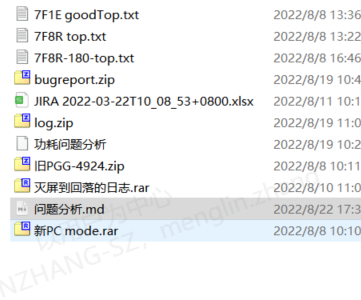 7F1E goodTop.txt 2022/8/8 13:36
7F8R top.txt 2022/8/8 13:22
7F8R-180-top.txt 2022/8/8 16:46
bugreport.zip 2022/8/19 10:4
JIRA 2022-03-22T10_08_53+0800.xlsx 2022/8/11 10:1
log.zip 2022/8/19 11:0
功耗问题分析 2022/8/19 10:2
旧PGG-4924.zip 2022/8/8 10:11
灭屏到回落的日志.rar 2022/8/10 11:0
问题分析.md 2022/8/22 17:3
新PC mode.rar 2022/8/8 10:10